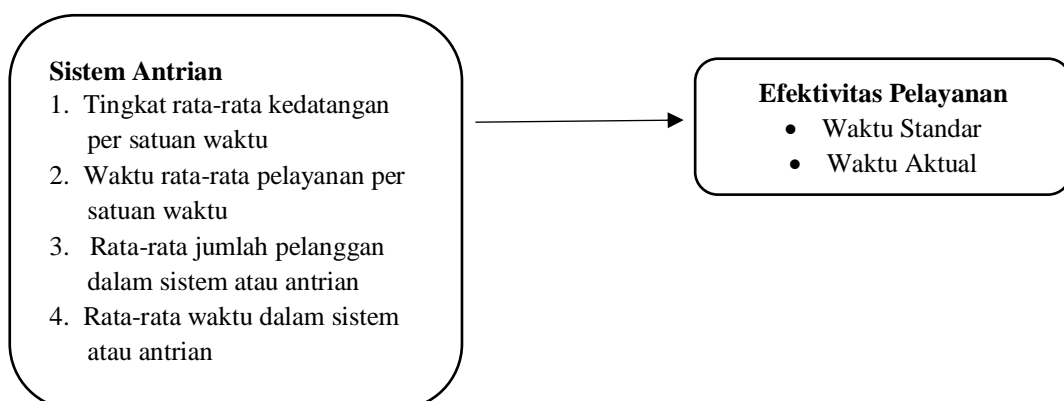 Sistem Antrian
1. Tingkat rata-rata kedatangan
per satuan waktu
2. Waktu rata-rata pelayanan per
satuan waktu
3. Rata-rata jumlah pelanggan
dalam sistem atau antrian
4. Rata-rata waktu dalam sistem
atau antrian
Efektivitas Pelayanan
• Waktu Standar
• Waktu Aktual